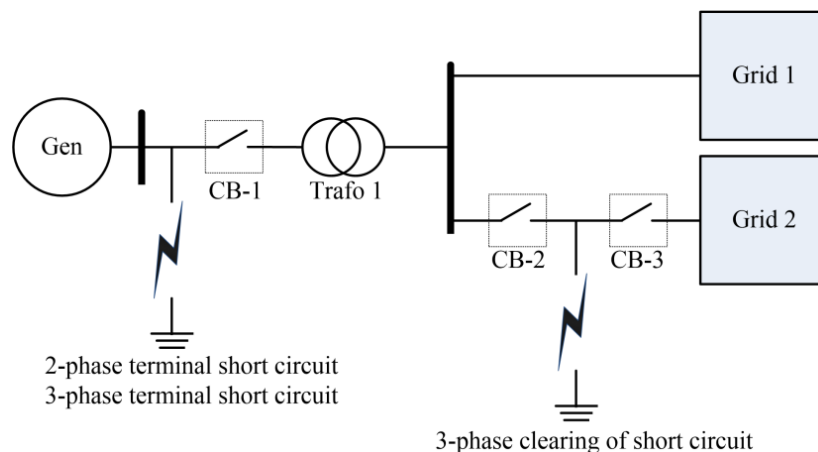 Grid 1
Gen
CB-1
Trafo 1
Grid 2
CB-2
CB-3
2-phase terminal short circuit
3-phase terminal short circuit
3-phase clearing of short circuit